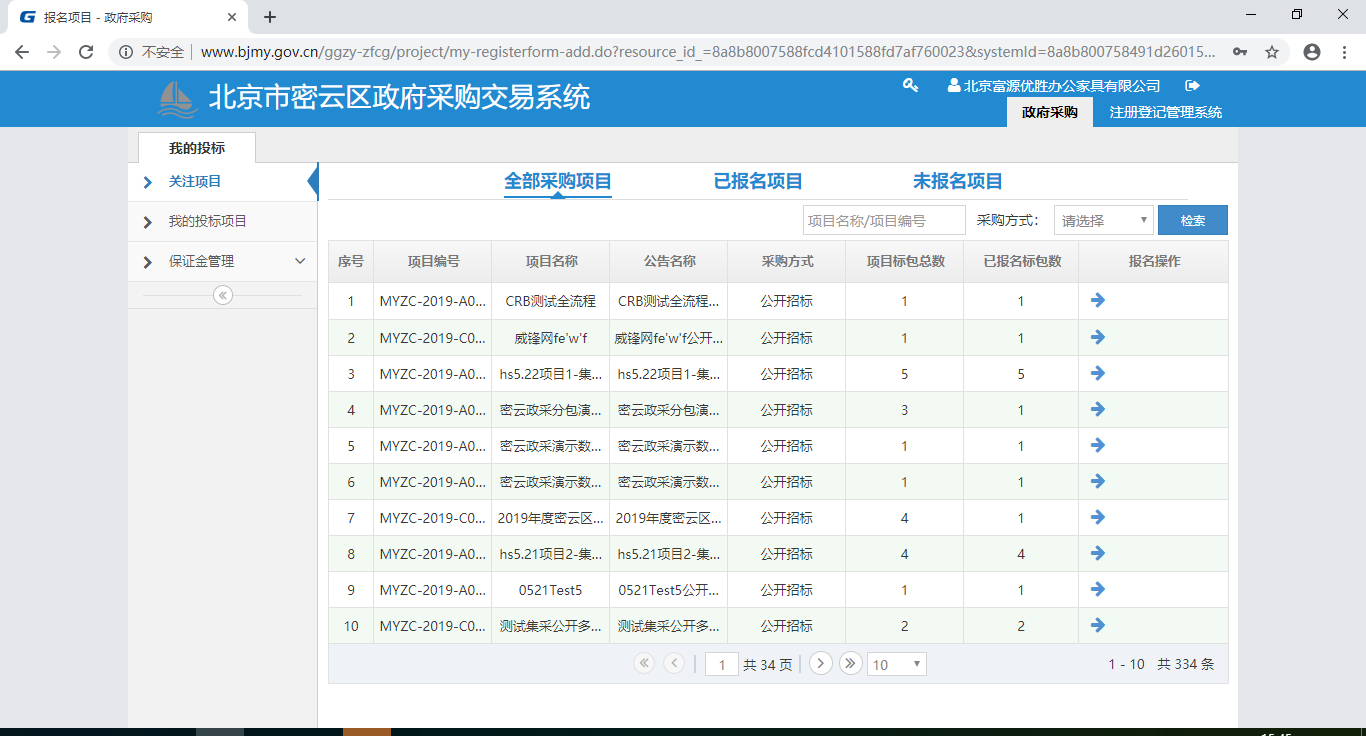 报名项目 - 政府采购
不安全 www.bjmy.gov.cn/ggzy-zfcg/project/my-registerform-add.do?resource_id_=8a8b8007588fcd4101588fd7af760023&systemId=8a8b800758491d26015...
北京市密云区政府采购交易系统
北京富源优胜办公家具有限公司
政府采购 注册登记管理系统
我的投标
关注项目
我的投标项目
保证金管理
全部采购项目 已报名项目 未报名项目
项目名称/项目编号 采购方式： 请选择 检索
序号 项目编号 项目名称 公告名称 采购方式 项目标包总数 已报名标包数 报名操作
1 MYZC-2019-A0... CRB测试全流程 CRB测试全流程... 公开招标 1 1
2 MYZC-2019-C0... 威锋网fe'w'f 威锋网fe'w'f公开... 公开招标 1 1
3 MYZC-2019-A0... hs5.22项目1-集... hs5.22项目1-集... 公开招标 5 5
4 MYZC-2019-A0... 密云政采分包演... 密云政采分包演... 公开招标 3 1
5 MYZC-2019-A0... 密云政采演示数... 密云政采演示数... 公开招标 1 1
6 MYZC-2019-A0... 密云政采演示数... 密云政采演示数... 公开招标 1 1
7 MYZC-2019-C0... 2019年度密云区... 2019年度密云区... 公开招标 4 1
8 MYZC-2019-A0... hs5.21项目2-集... hs5.21项目2-集... 公开招标 4 4
9 MYZC-2019-A0... 0521Test5 0521Test5公开... 公开招标 1 1
10 MYZC-2019-C0... 测试集采公开多... 测试集采公开多... 公开招标 2 2
1 共 34 页 10 1 - 10 共 334 条